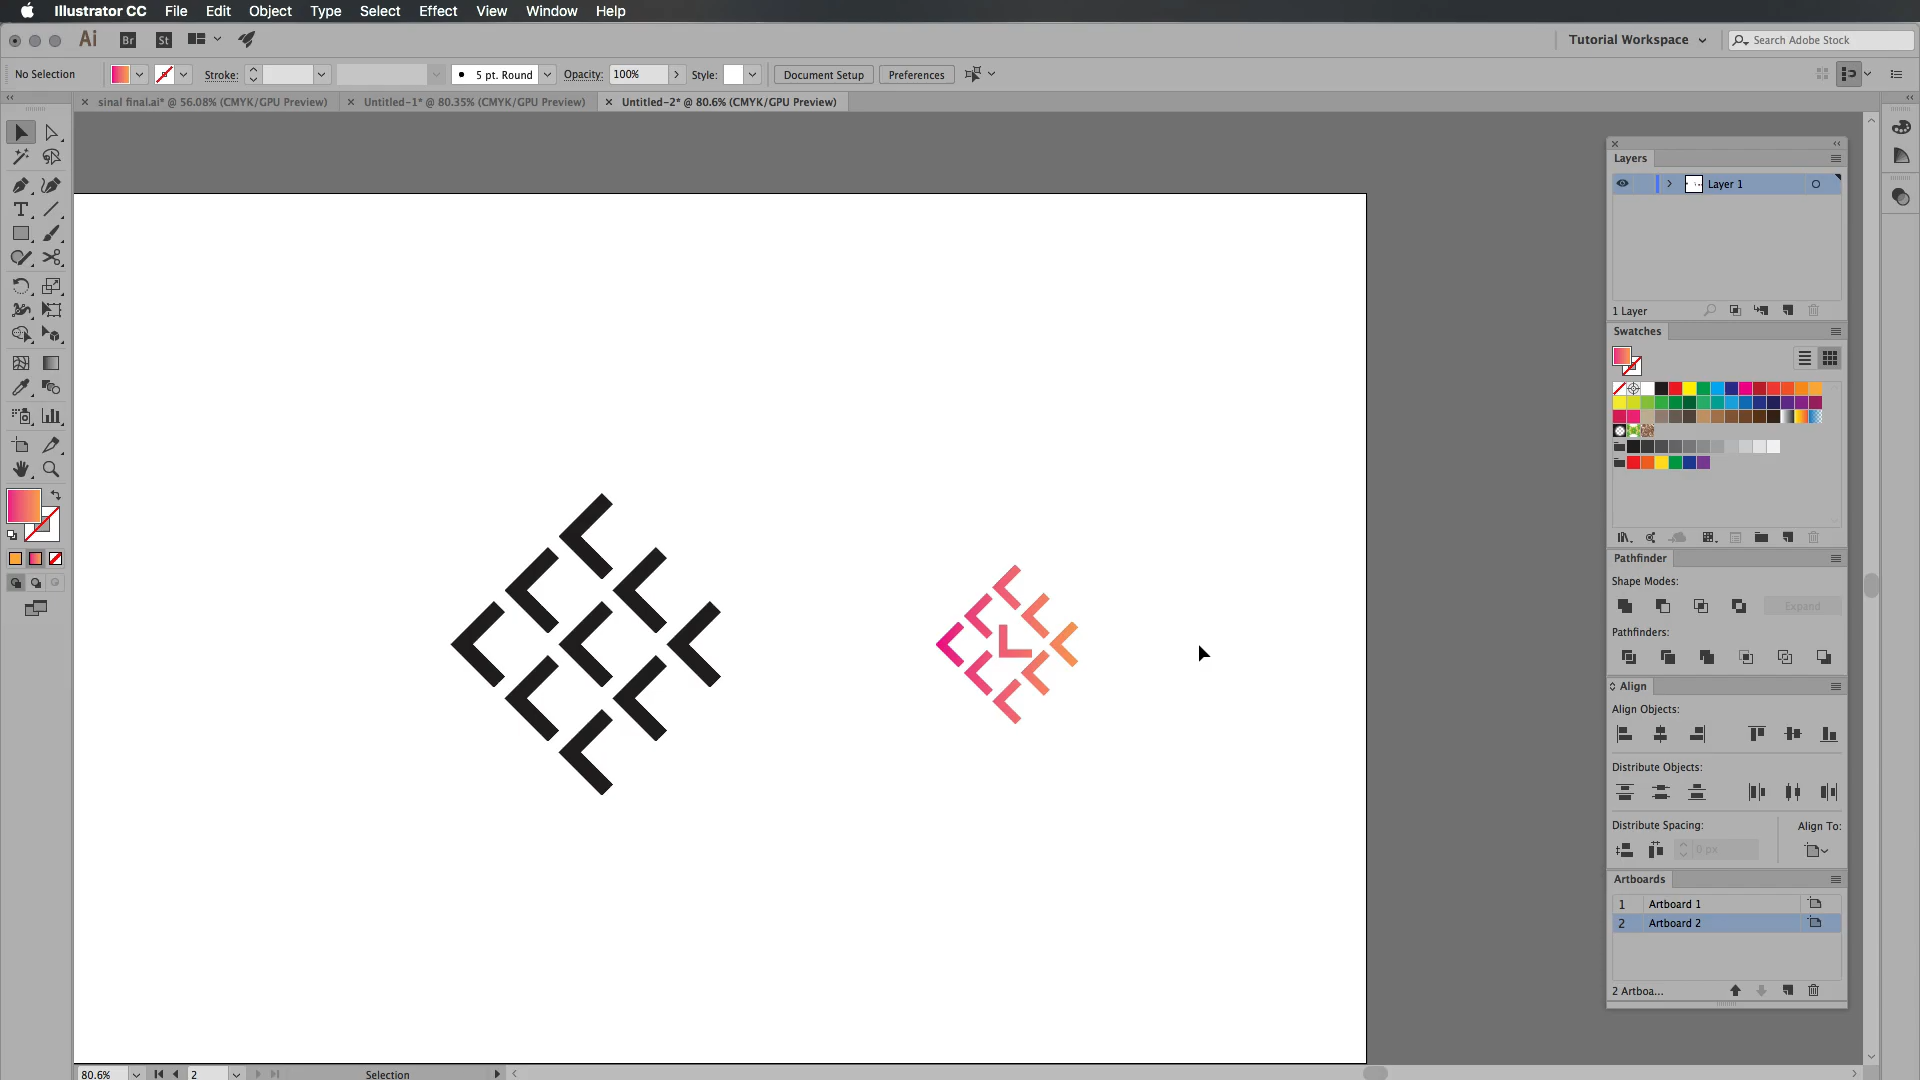 Illustrator CC File Edit Object Type Select Effect View Window Help
Ai Br St Tutorial Workspace Search Adobe Stock
No Selection Stroke: 5 pt. Round Opacity: 100% Style: Document Setup Preferences
sinal final.ai* @ 56.08% (CMYK/GPU Preview) Untitled-1* @ 80.35% (CMYK/GPU Preview) Untitled-2* @ 80.6% (CMYK/GPU Preview)
Layers
Layer 1
1 Layer
Swatches
Pathfinder
Shape Modes:
Expand
Pathfinders:
Align
Align Objects:
Distribute Objects:
Distribute Spacing: Align To:
0 px
Artboards
1 Artboard 1
2 Artboard 2
2 Artboa...
80.6% 2 Selection